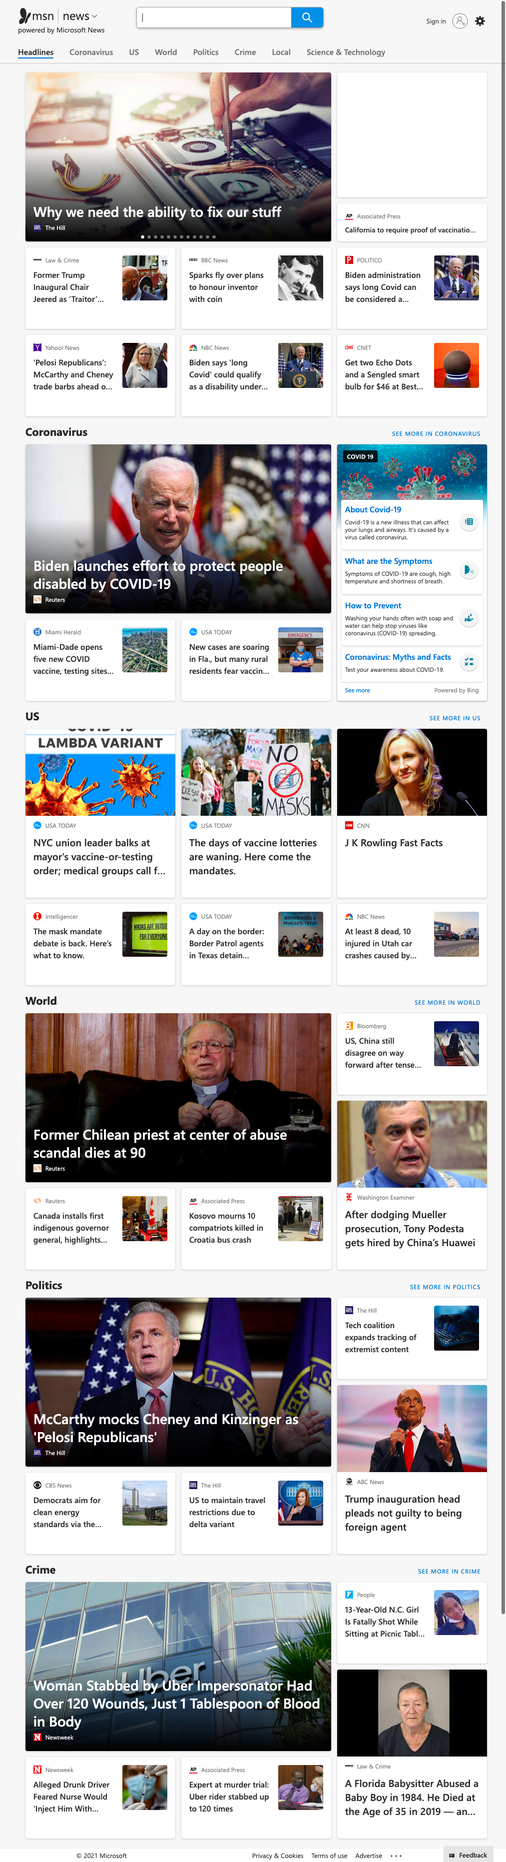 msn | news
powered by Microsoft News
Sign in
Headlines Coronavirus US World Politics Crime Local Science & Technology
Why we need the ability to fix our stuff
The Hill
Associated Press
California to require proof of vaccinatio...
Law & Crime
Former Trump
Inaugural Chair
Jeered as 'Traitor'...
BBC News
Sparks fly over plans
to honour inventor
with coin
POLITICO
Biden administration
says long Covid can
be considered a...
Yahoo! News
'Pelosi Republicans':
McCarthy and Cheney
trade barbs ahead o...
NBC News
Biden says 'long
Covid' could qualify
as a disability under...
CNET
Get two Echo Dots
and a Sengled smart
bulb for $46 at Best...
Coronavirus
SEE MORE IN CORONAVIRUS
Biden launches effort to protect people
disabled by COVID-19
Reuters
COVID 19
About Covid-19
Covid-19 is a new illness that can affect
your lungs and airways. It's caused by a
virus called coronavirus.
What are the Symptoms
Symptoms of COVID-19 are cough, high
temperature and shortness of breath.
How to Prevent
Washing your hands often with soap and
water can help stop viruses like
coronavirus (COVID-19) spreading.
Coronavirus: Myths and Facts
Test your awareness about COVID-19.
See more
Powered by Bing
Miami Herald
Miami-Dade opens
five new COVID
vaccine, testing sites...
USA TODAY
New cases are soaring
in Fla., but many rural
residents fear vaccin...
EMERGENCY
US
SEE MORE IN US
COVID-19
LAMBDA VARIANT
USA TODAY
NYC union leader balks at
mayor's vaccine-or-testing
order; medical groups call f...
NO
MASKS
USA TODAY
The days of vaccine lotteries
are waning. Here come the
mandates.
CNN
J K Rowling Fast Facts
Intelligencer
The mask mandate
debate is back. Here's
what to know.
USA TODAY
A day on the border:
Border Patrol agents
in Texas detain...
NBC News
At least 8 dead, 10
injured in Utah car
crashes caused by...
World
SEE MORE IN WORLD
Former Chilean priest at center of abuse
scandal dies at 90
Reuters
Bloomberg
US, China still
disagree on way
forward after tense...
Washington Examiner
After dodging Mueller
prosecution, Tony Podesta
gets hired by China's Huawei
Reuters
Canada installs first
indigenous governor
general, highlights...
Associated Press
Kosovo mourns 10
compatriots killed in
Croatia bus crash
Politics
SEE MORE IN POLITICS
McCarthy mocks Cheney and Kinzinger as
'Pelosi Republicans'
The Hill
The Hill
Tech coalition
expands tracking of
extremist content
ABC News
Trump inauguration head
pleads not guilty to being
foreign agent
CBS News
Democrats aim for
clean energy
standards via the...
The Hill
US to maintain travel
restrictions due to
delta variant
Crime
SEE MORE IN CRIME
Uber
Woman Stabbed by Uber Impersonator Had
Over 120 Wounds, Just 1 Tablespoon of Blood
in Body
Newsweek
People
13-Year-Old N.C. Girl
Is Fatally Shot While
Sitting at Picnic Tabl...
Law & Crime
A Florida Babysitter Abused a
Baby Boy in 1984. He Died at
the Age of 35 in 2019 — an...
Newsweek
Alleged Drunk Driver
Feared Nurse Would
'Inject Him With...
Associated Press
Expert at murder trial:
Uber rider stabbed up
to 120 times
© 2021 Microsoft
Privacy & Cookies Terms of use Advertise ...
Feedback